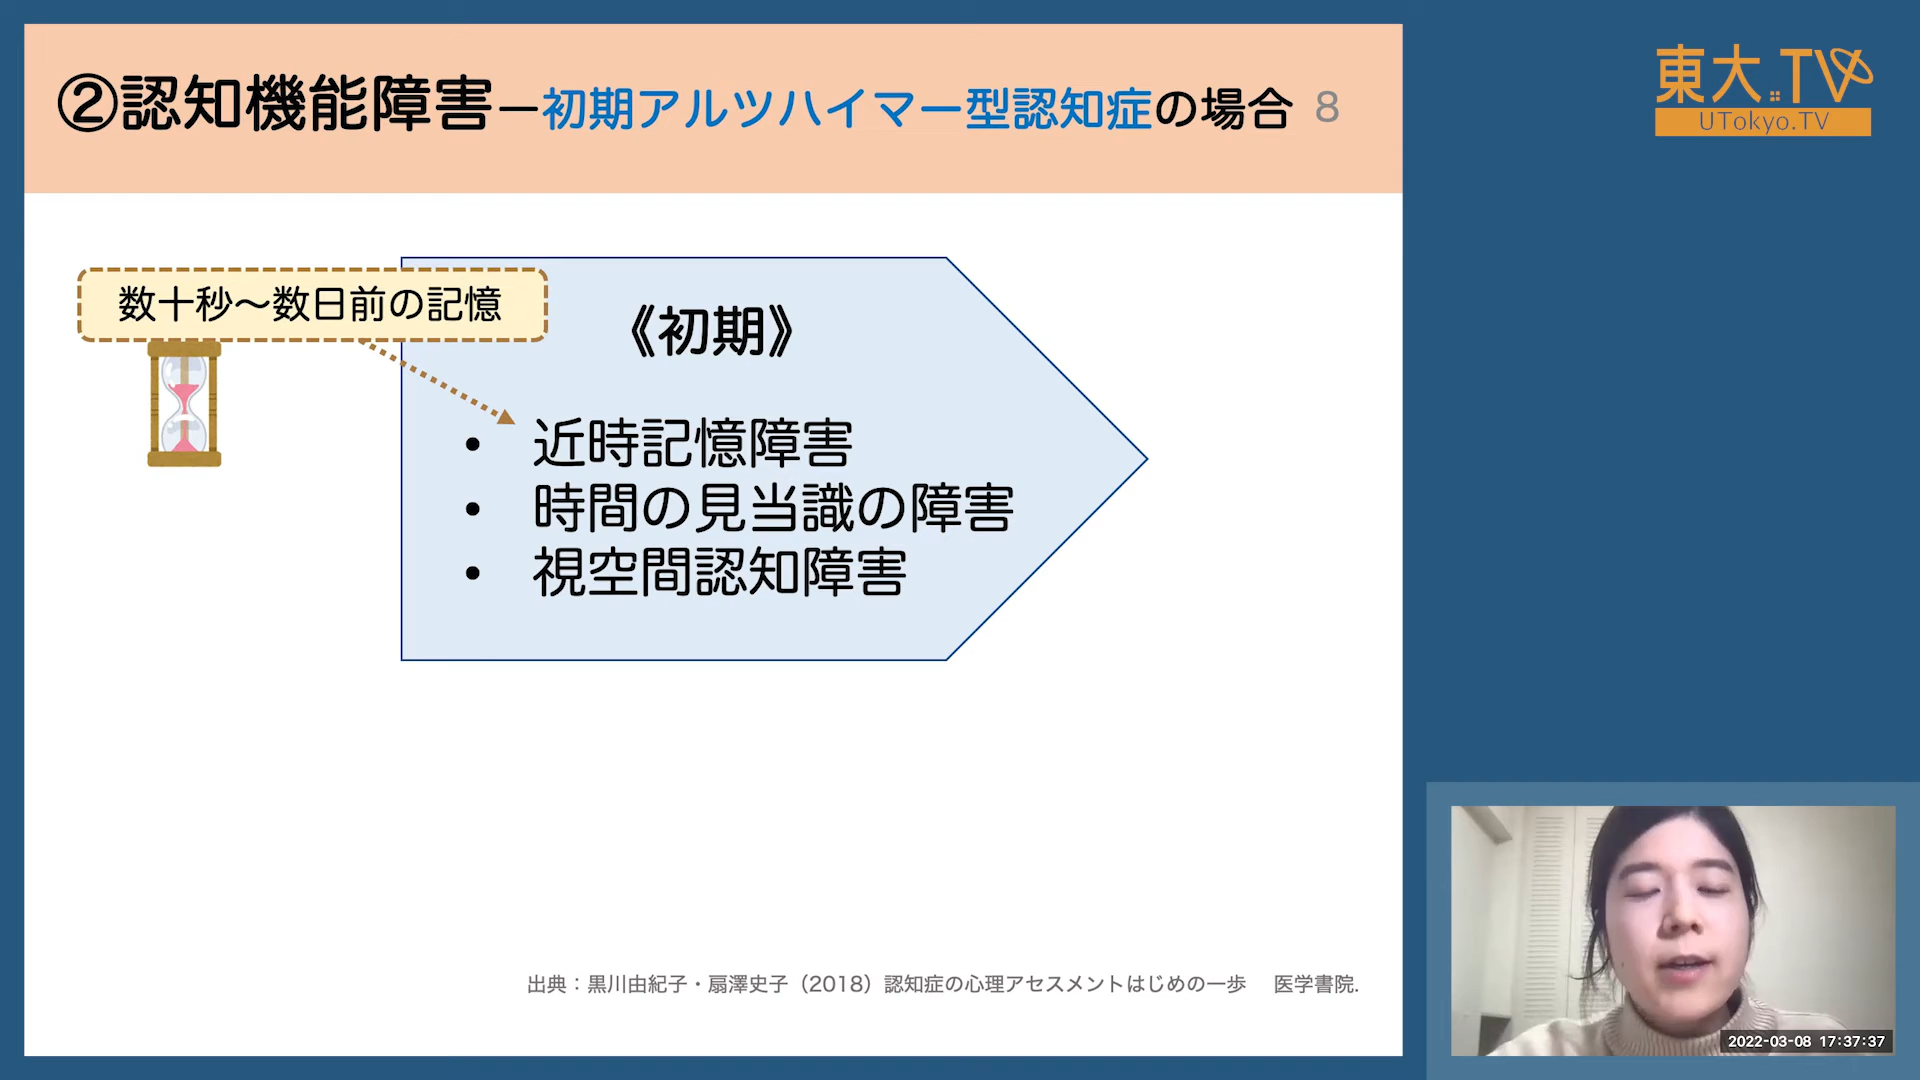 ②認知機能障害ー初期アルツハイマー型認知症の場合 8
東大.TV
UTokyo.TV
数十秒～数日前の記憶
《初期》
• 近時記憶障害
• 時間の見当識の障害
• 視空間認知障害
出典：黒川由紀子・扇澤史子（2018）認知症の心理アセスメントはじめの一歩　医学書院.
2022-03-08 17:37:37